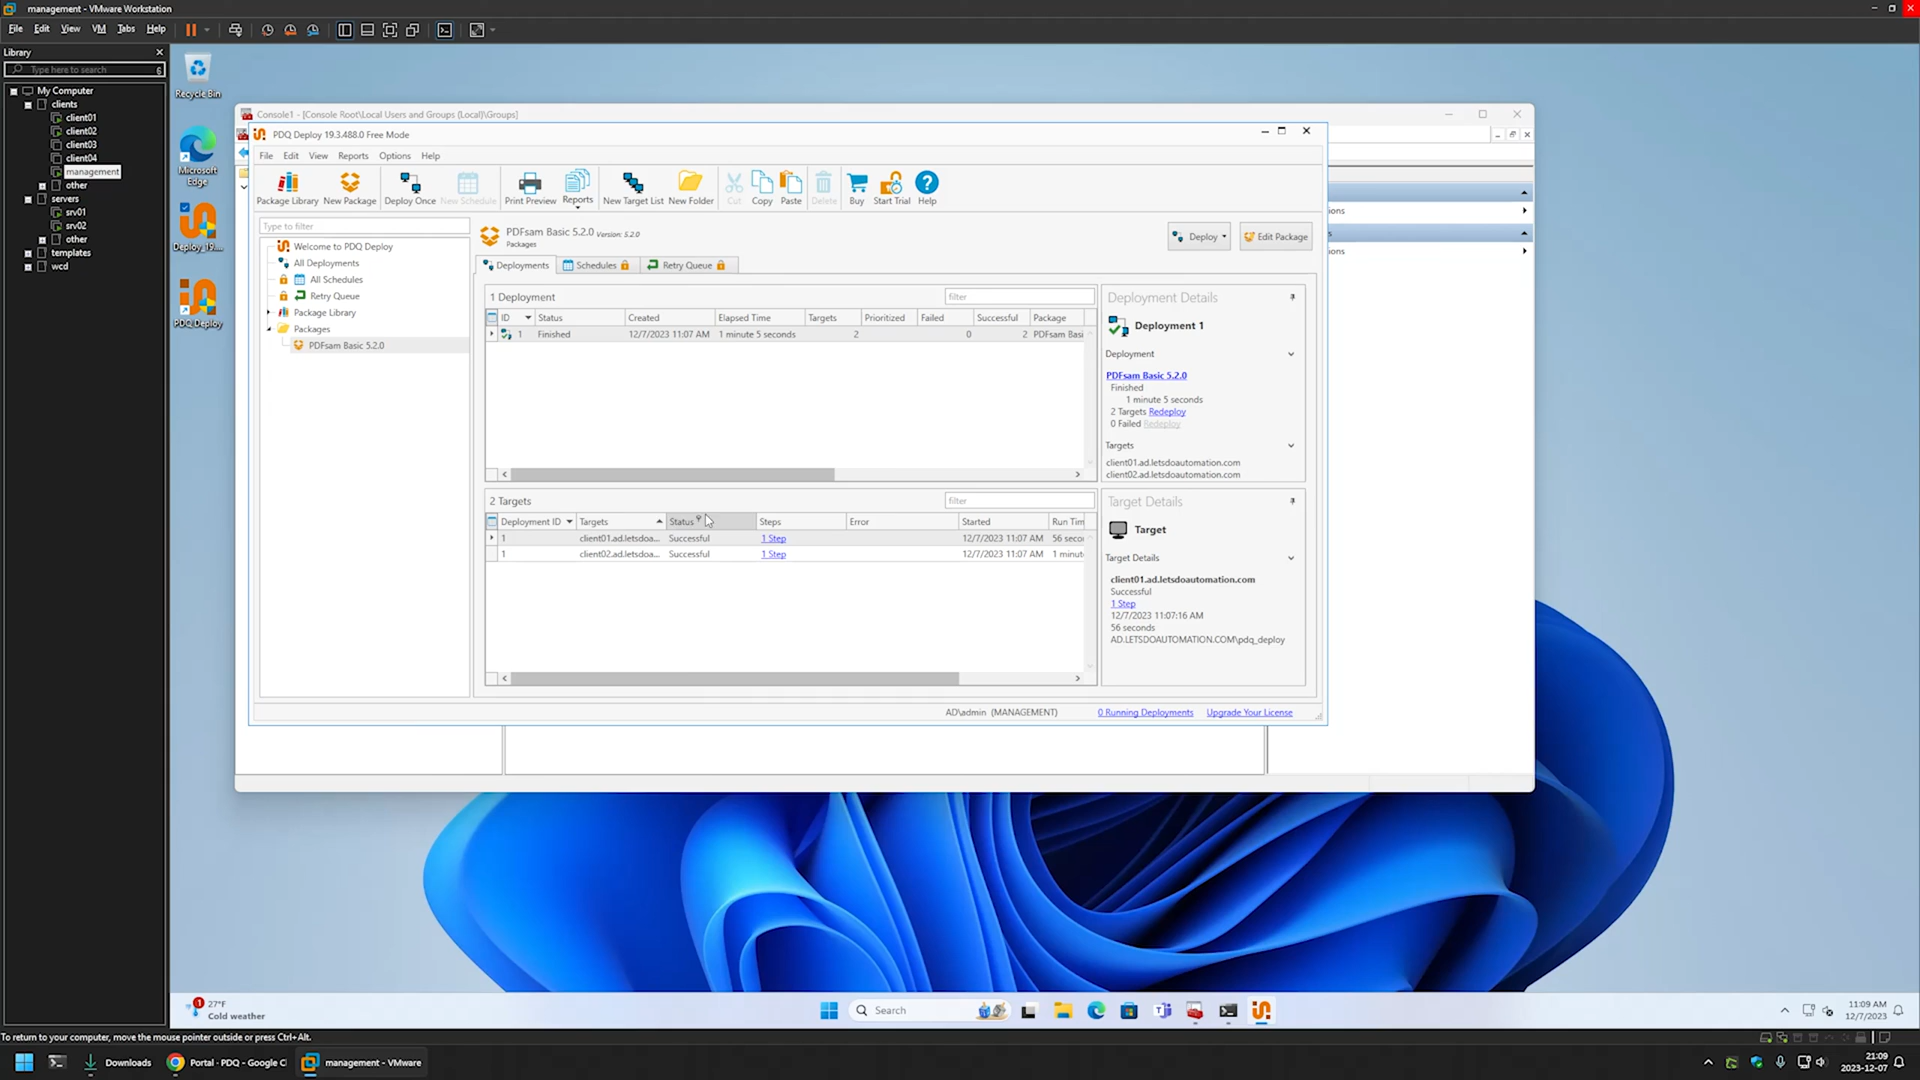 management - VMware Workstation
File Edit View VM Tabs Help
Library
Type here to search
My Computer
clients
client01
client02
client03
client04
management
other
servers
srv01
srv02
other
templates
wcd
Recycle Bin
Microsoft Edge
Deploy_19....
PDQ Deploy
Console1 - [Console Root\Local Users and Groups (Local)\Groups]
PDQ Deploy 19.3.488.0 Free Mode
File Edit View Reports Options Help
Package Library New Package Deploy Once New Schedule Print Preview Reports New Target List New Folder Cut Copy Paste Delete Buy Start Trial Help
Type to filter
Welcome to PDQ Deploy
All Deployments
All Schedules
Retry Queue
Package Library
Packages
PDFsam Basic 5.2.0
PDFsam Basic 5.2.0 Version: 5.2.0
Packages
Deploy Edit Package
Deployments Schedules Retry Queue
1 Deployment filter
ID Status Created Elapsed Time Targets Prioritized Failed Successful Package
1 Finished 12/7/2023 11:07 AM 1 minute 5 seconds 2 0 2 PDFsam Basi
Deployment Details
Deployment 1
Deployment
PDFsam Basic 5.2.0
Finished
1 minute 5 seconds
2 Targets Redeploy
0 Failed Redeploy
Targets
client01.ad.letsdoautomation.com
client02.ad.letsdoautomation.com
2 Targets filter
Deployment ID Targets Status Steps Error Started Run Tim
1 client01.ad.letsdoa... Successful 1 Step 12/7/2023 11:07 AM 56 seco
1 client02.ad.letsdoa... Successful 1 Step 12/7/2023 11:07 AM 1 minut
Target Details
Target
Target Details
client01.ad.letsdoautomation.com
Successful
1 Step
12/7/2023 11:07:16 AM
56 seconds
AD.LETSDOAUTOMATION.COM\pdq_deploy
AD\admin (MANAGEMENT) 0 Running Deployments Upgrade Your License
ions
ions
1
27°F
Cold weather
Search
11:09 AM
12/7/2023
To return to your computer, move the mouse pointer outside or press Ctrl+Alt.
Downloads
Portal - PDQ - Google C
management - VMware
21:09
2023-12-07